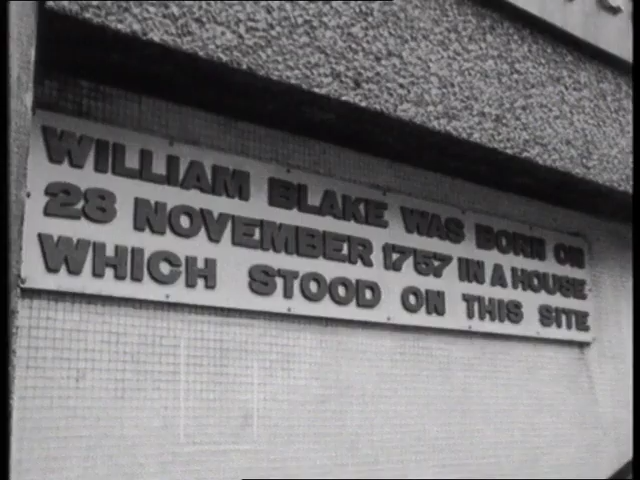 WILLIAM BLAKE WAS BORN ON
28 NOVEMBER 1757 IN A HOUSE
WHICH STOOD ON THIS SITE